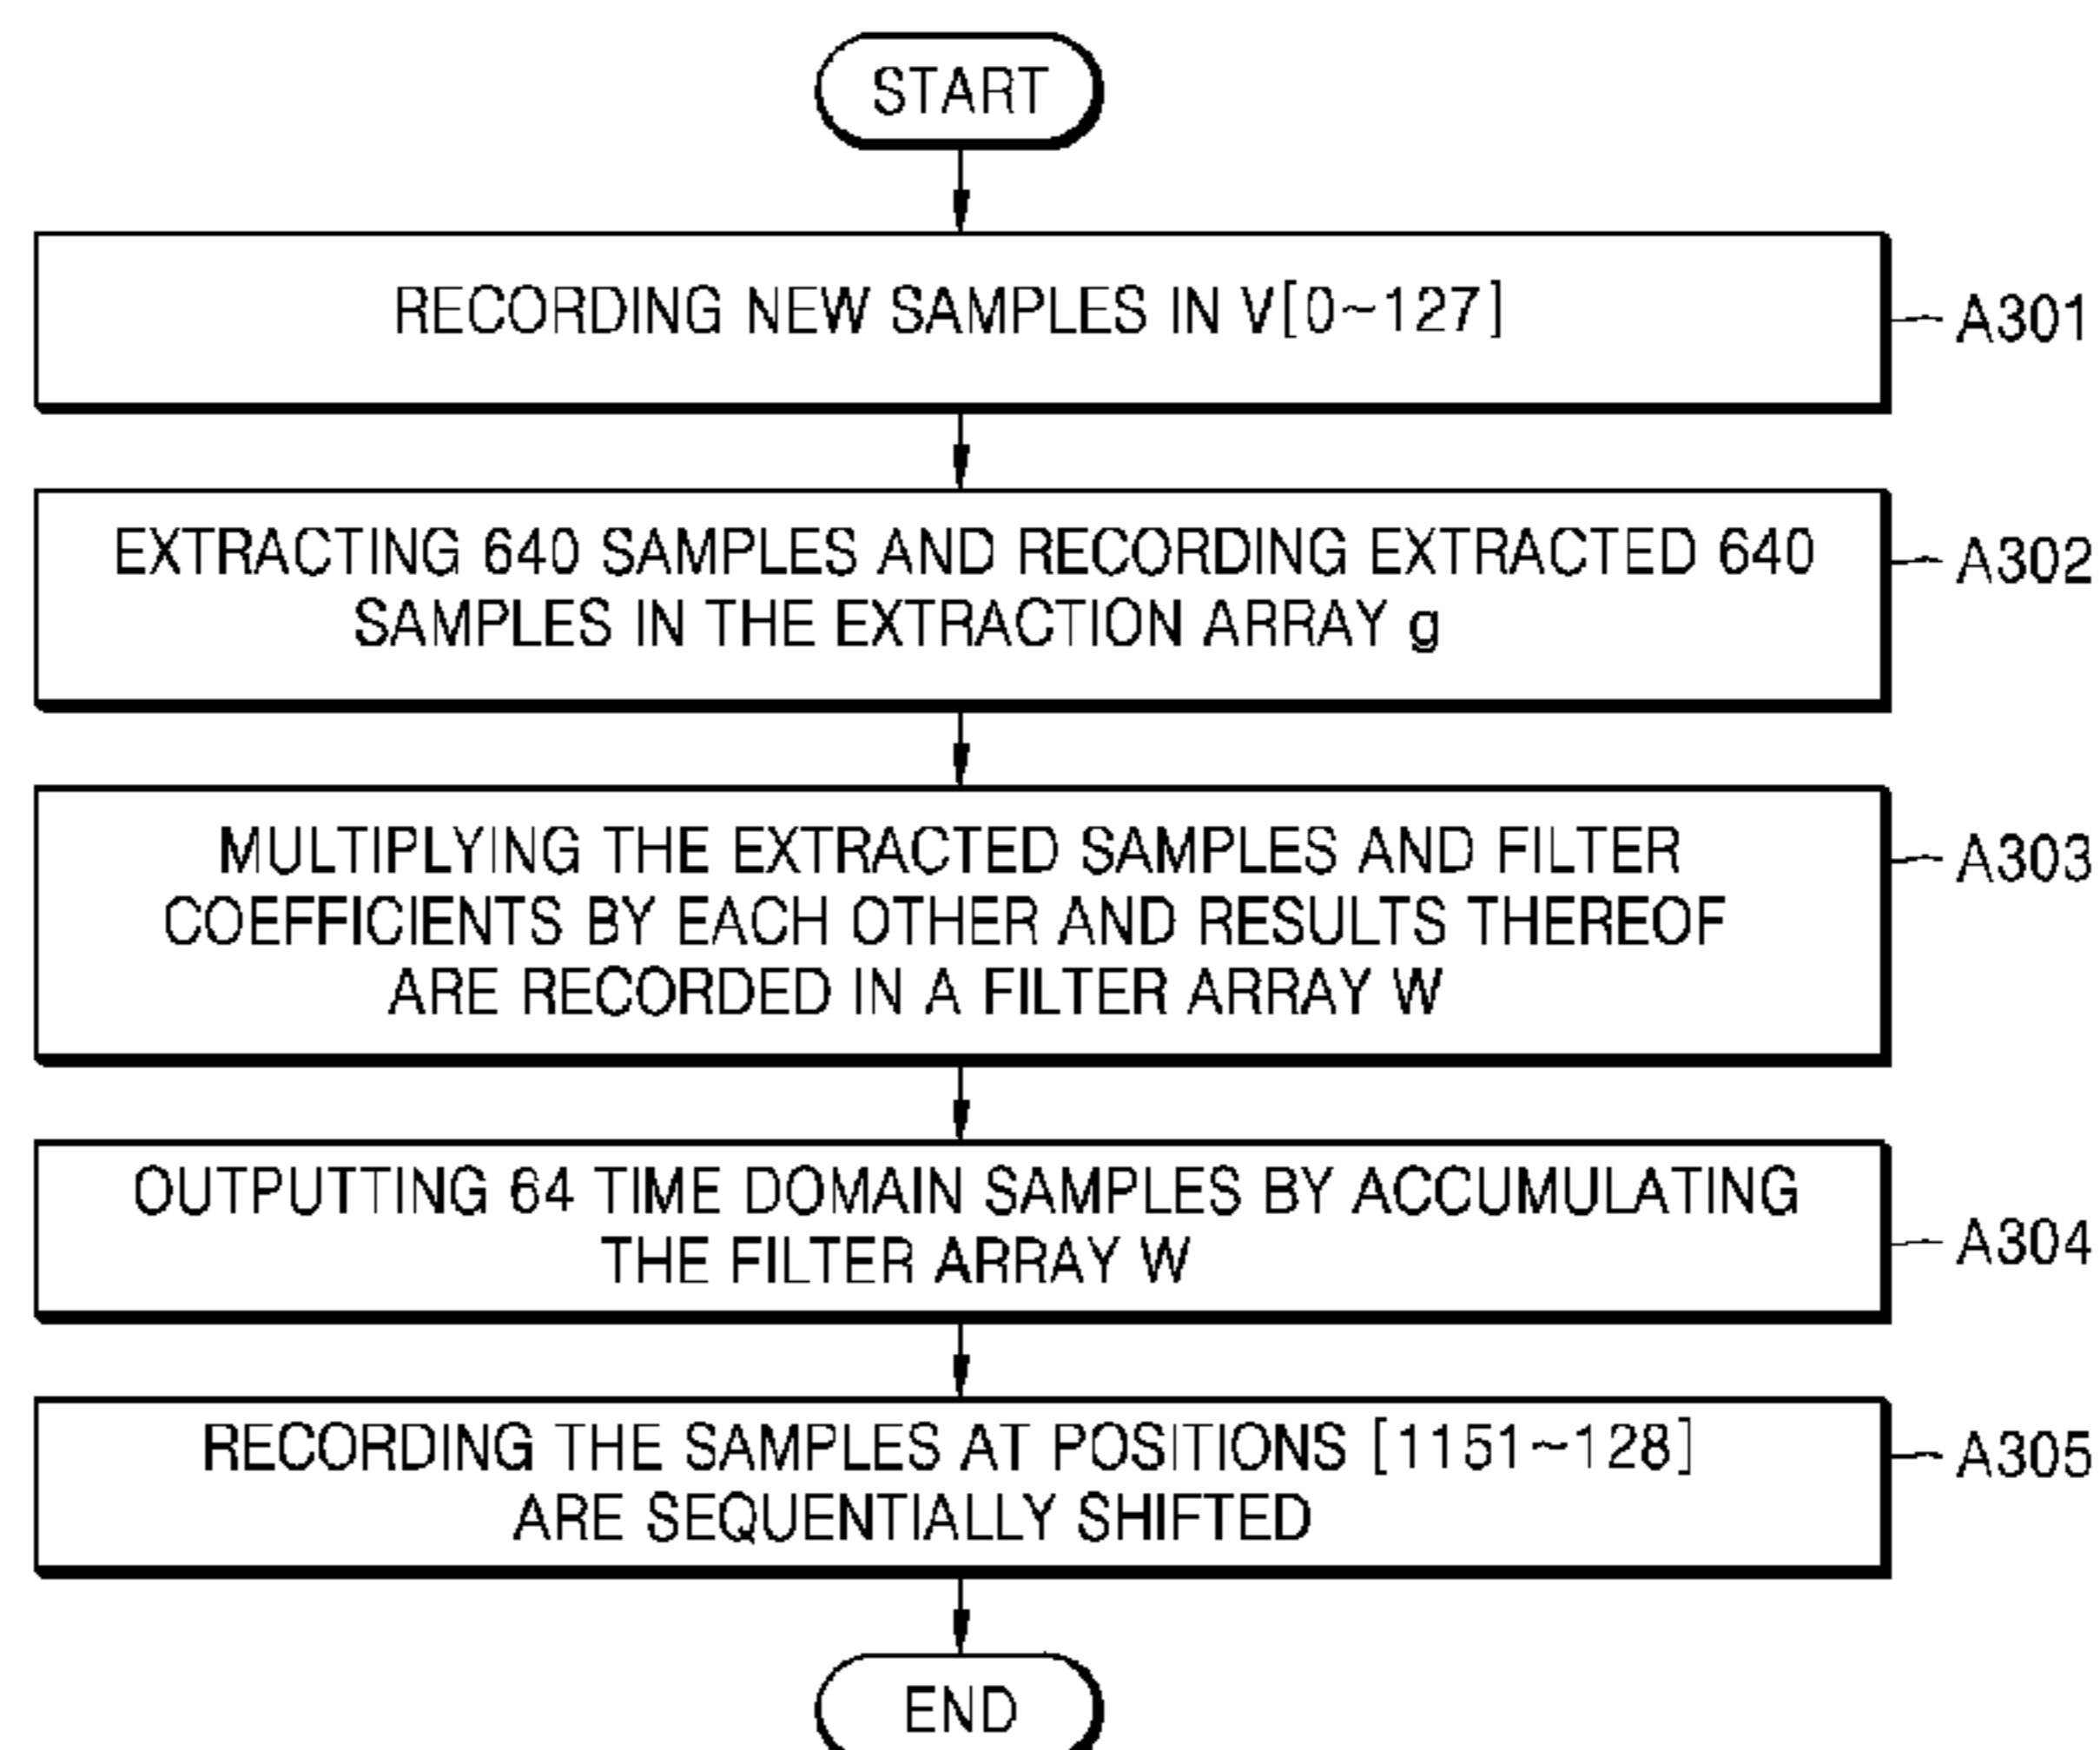 START
RECORDING NEW SAMPLES IN V[0~127]
A301
EXTRACTING 640 SAMPLES AND RECORDING EXTRACTED 640
SAMPLES IN THE EXTRACTION ARRAY g
A302
MULTIPLYING THE EXTRACTED SAMPLES AND FILTER
COEFFICIENTS BY EACH OTHER AND RESULTS THEREOF
ARE RECORDED IN A FILTER ARRAY W
A303
OUTPUTTING 64 TIME DOMAIN SAMPLES BY ACCUMULATING
THE FILTER ARRAY W
A304
RECORDING THE SAMPLES AT POSITIONS [1151~128]
ARE SEQUENTIALLY SHIFTED
A305
END